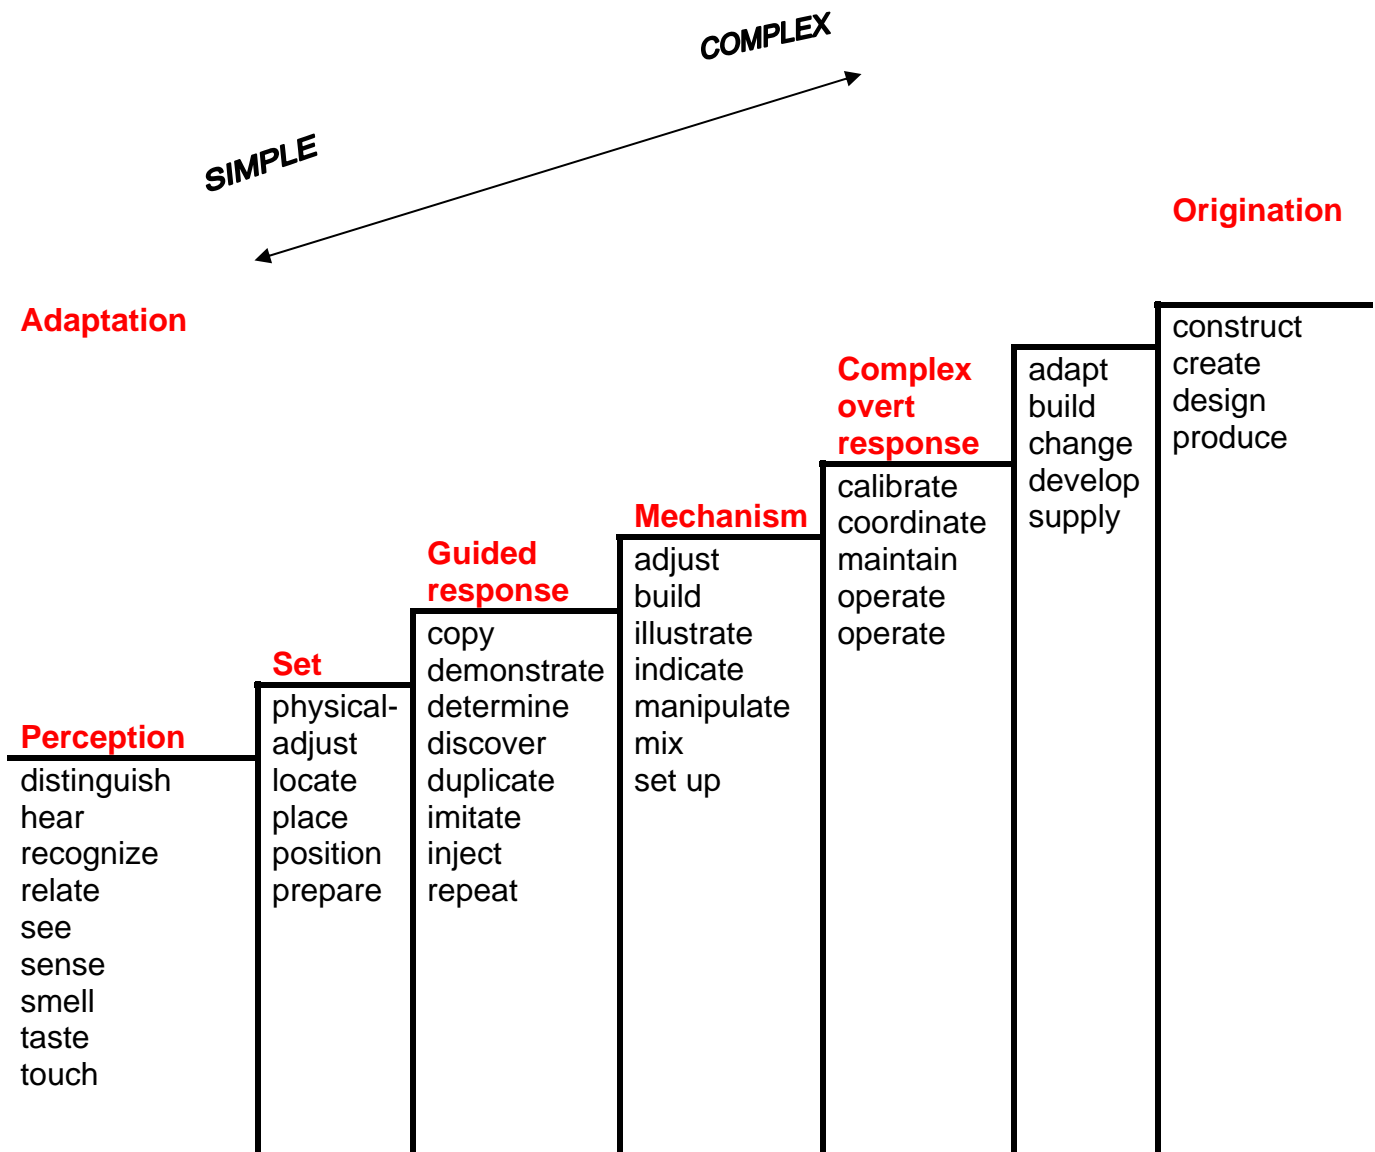 COMPLEX
SIMPLE
Origination
Adaptation
construct
create
design
produce
adapt
build
change
develop
supply
Complex
overt
response
calibrate
coordinate
maintain
operate
operate
Mechanism
adjust
build
illustrate
indicate
manipulate
mix
set up
Guided
response
copy
demonstrate
determine
discover
duplicate
imitate
inject
repeat
Set
physical-
adjust
locate
place
position
prepare
Perception
distinguish
hear
recognize
relate
see
sense
smell
taste
touch